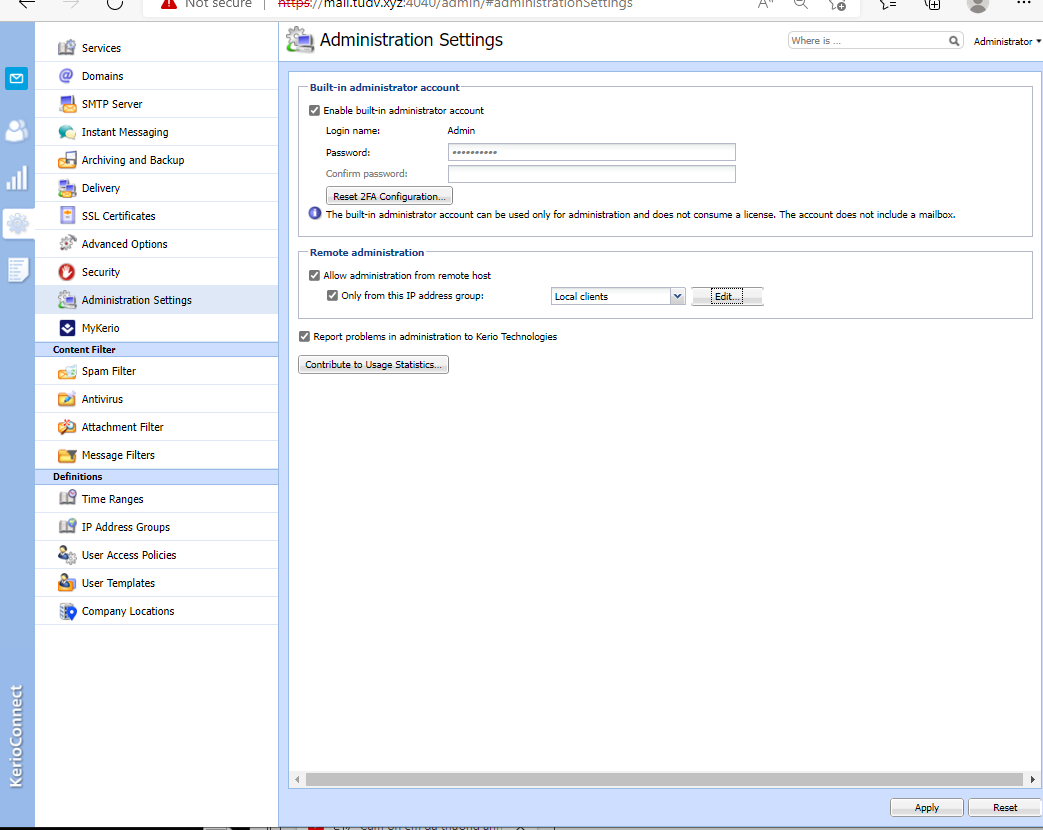 Not secure
https://mail.tudv.xyz:4040/admin/#administrationSettings
Services
Domains
SMTP Server
Instant Messaging
Archiving and Backup
Delivery
SSL Certificates
Advanced Options
Security
Administration Settings
MyKerio
Content Filter
Spam Filter
Antivirus
Attachment Filter
Message Filters
Definitions
Time Ranges
IP Address Groups
User Access Policies
User Templates
Company Locations
KerioConnect
Administration Settings
Where is ...
Administrator
Built-in administrator account
Enable built-in administrator account
Login name: Admin
Password: ••••••••••
Confirm password:
Reset 2FA Configuration...
The built-in administrator account can be used only for administration and does not consume a license. The account does not include a mailbox.
Remote administration
Allow administration from remote host
Only from this IP address group: Local clients Edit...
Report problems in administration to Kerio Technologies
Contribute to Usage Statistics...
Apply Reset